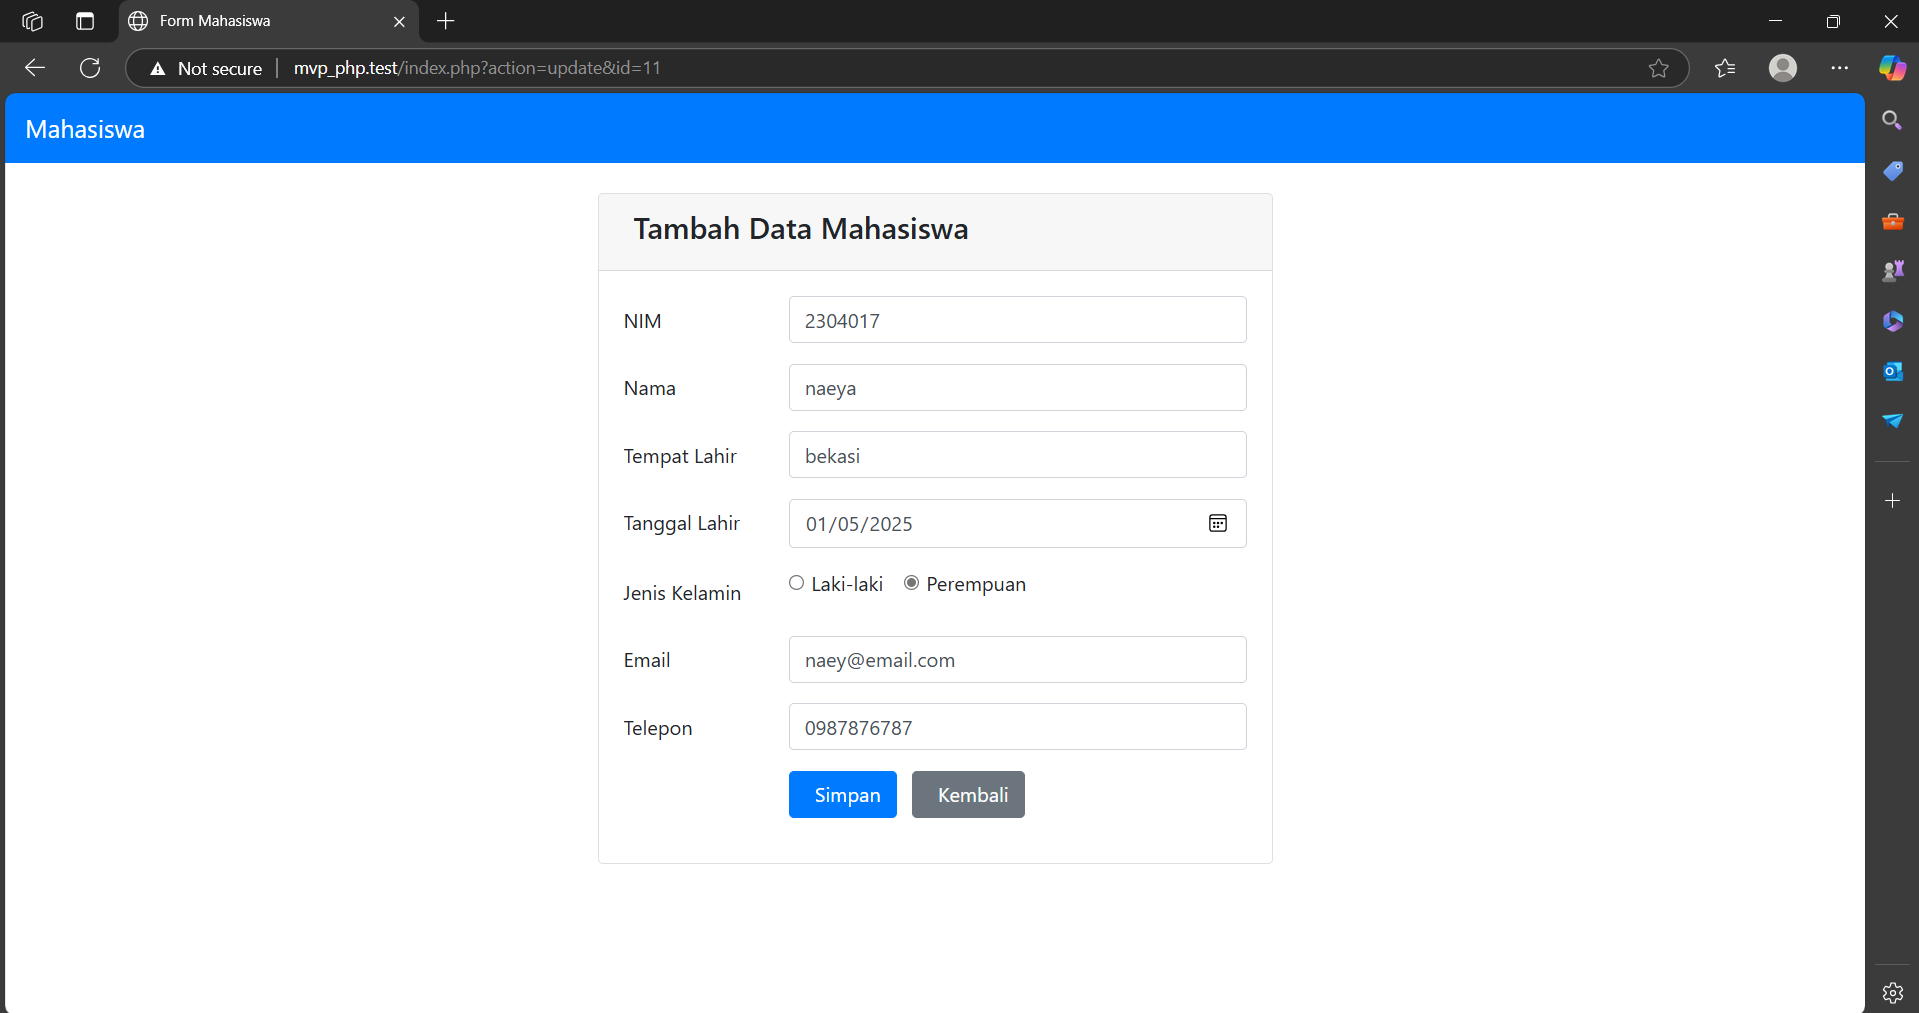 Form Mahasiswa
Not secure
mvp_php.test/index.php?action=update&id=11
Mahasiswa
Tambah Data Mahasiswa
NIM 2304017
Nama naeya
Tempat Lahir bekasi
Tanggal Lahir 01/05/2025
Jenis Kelamin Laki-laki Perempuan
Email naey@email.com
Telepon 0987876787
Simpan Kembali